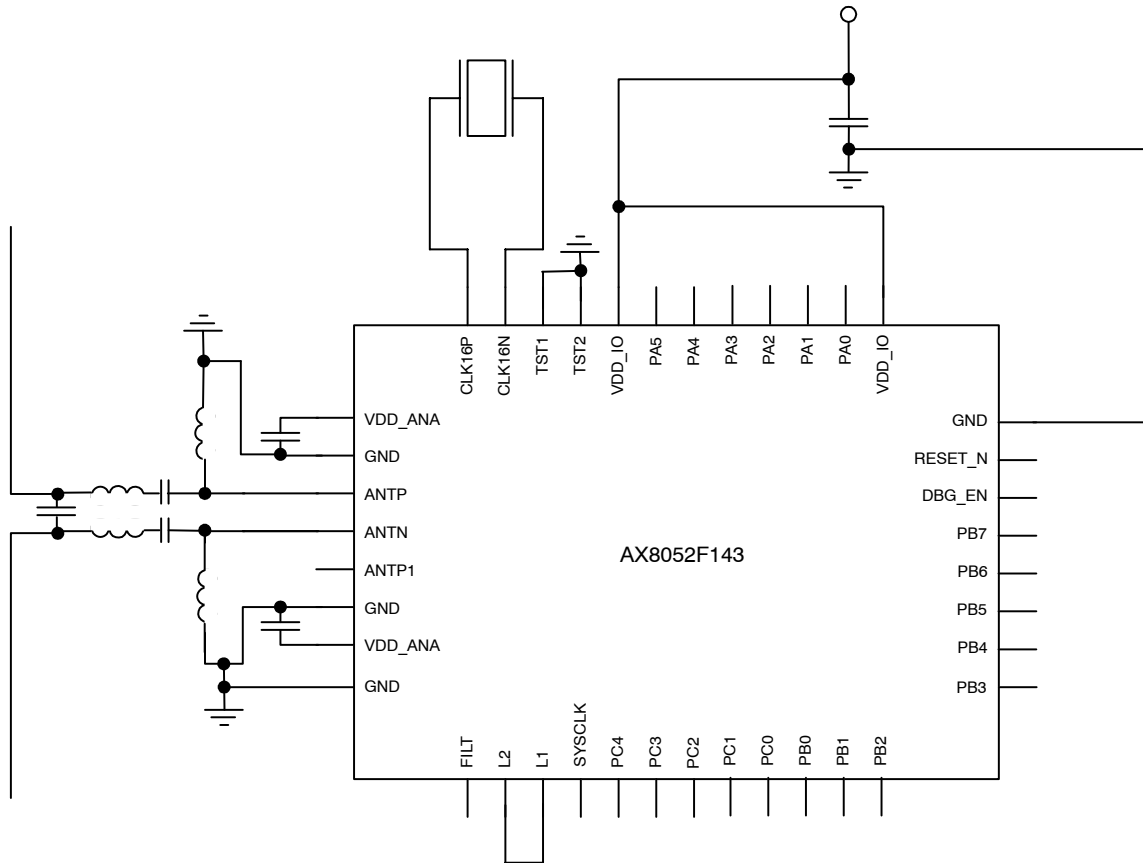 CLK16P
CLK16N
TST1
TST2
VDD_IO
PA5
PA4
PA3
PA2
PA1
PA0
VDD_IO
VDD_ANA
GND
ANTP
ANTN
ANTP1
GND
VDD_ANA
GND
AX8052F143
GND
RESET_N
DBG_EN
PB7
PB6
PB5
PB4
PB3
FILT
L2
L1
SYSCLK
PC4
PC3
PC2
PC1
PC0
PB0
PB1
PB2